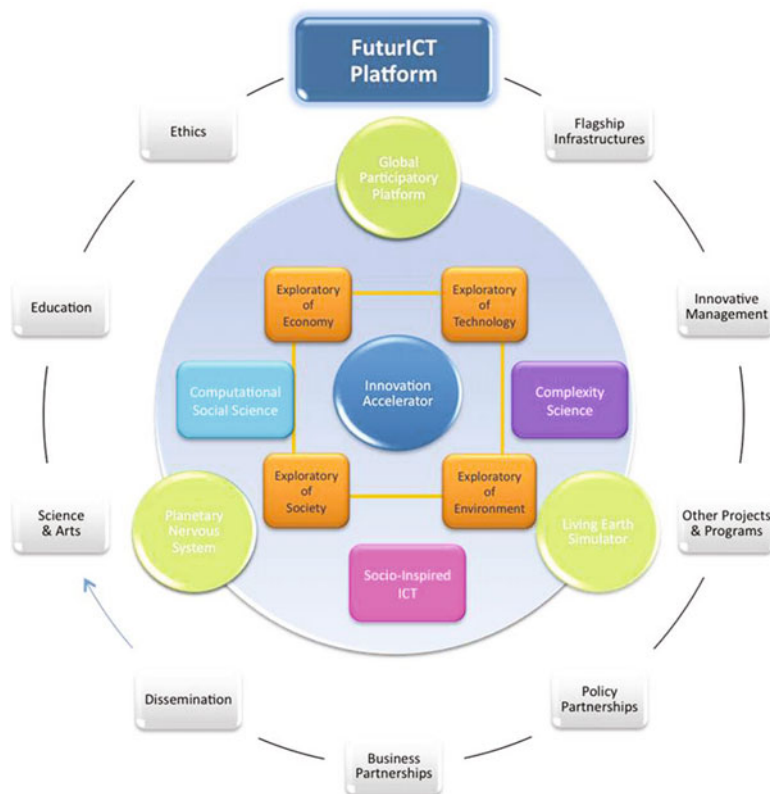 FuturICT
Platform
Ethics
Flagship
Infrastructures
Global
Participatory
Platform
Education
Exploratory
of
Economy
Exploratory
of
Technology
Innovative
Management
Computational
Social Science
Innovation
Accelerator
Complexity
Science
Science
& Arts
Planetary
Nervous
System
Exploratory
of
Society
Exploratory
of
Environment
Living Earth
Simulator
Other Projects
& Programs
Socio-Inspired
ICT
Dissemination
Policy
Partnerships
Business
Partnerships